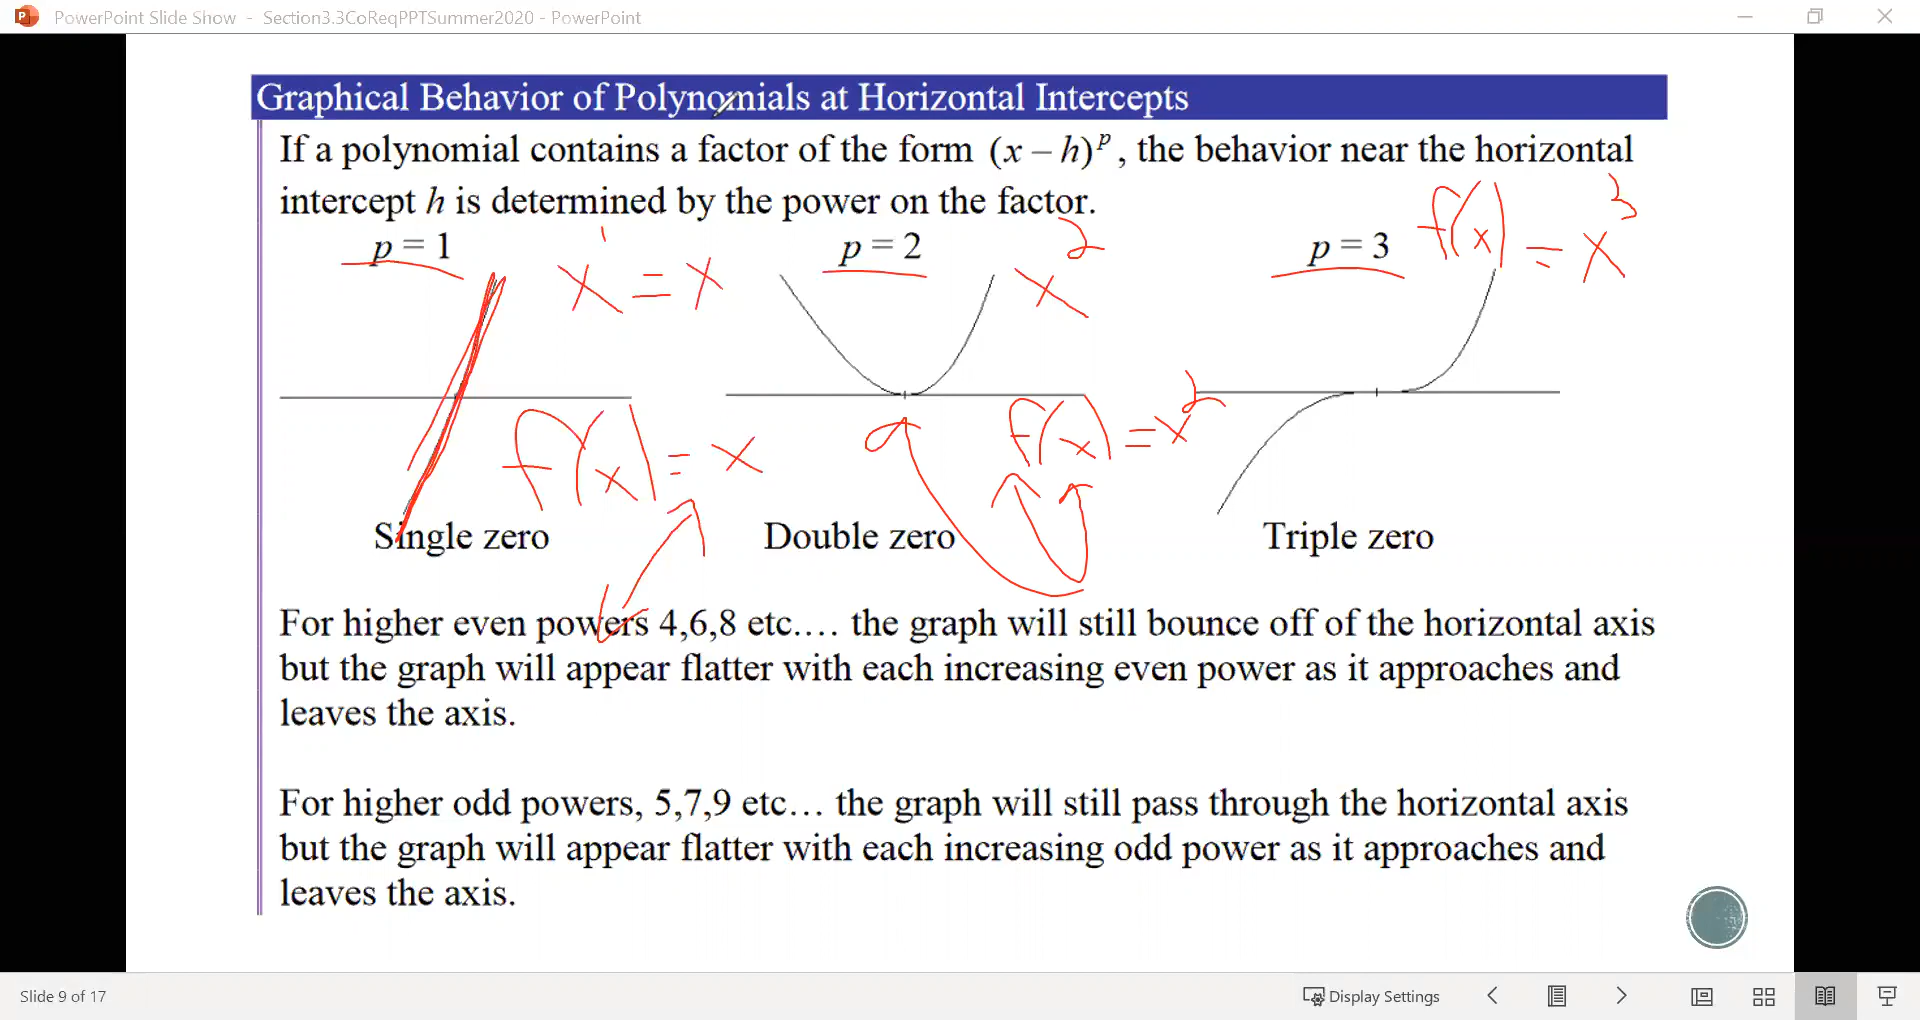 PowerPoint Slide Show - Section3.3CoReqPPTSummer2020 - PowerPoint
Graphical Behavior of Polynomials at Horizontal Intercepts
If a polynomial contains a factor of the form (x – h)ᵖ, the behavior near the horizontal
intercept h is determined by the power on the factor.
p = 1
x¹ = x
p = 2
x²
p = 3
f(x) = x³
f(x) = x
f(x) = x²
Single zero
Double zero
Triple zero
For higher even powers 4,6,8 etc.… the graph will still bounce off of the horizontal axis
but the graph will appear flatter with each increasing even power as it approaches and
leaves the axis.
For higher odd powers, 5,7,9 etc… the graph will still pass through the horizontal axis
but the graph will appear flatter with each increasing odd power as it approaches and
leaves the axis.
Slide 9 of 17
Display Settings